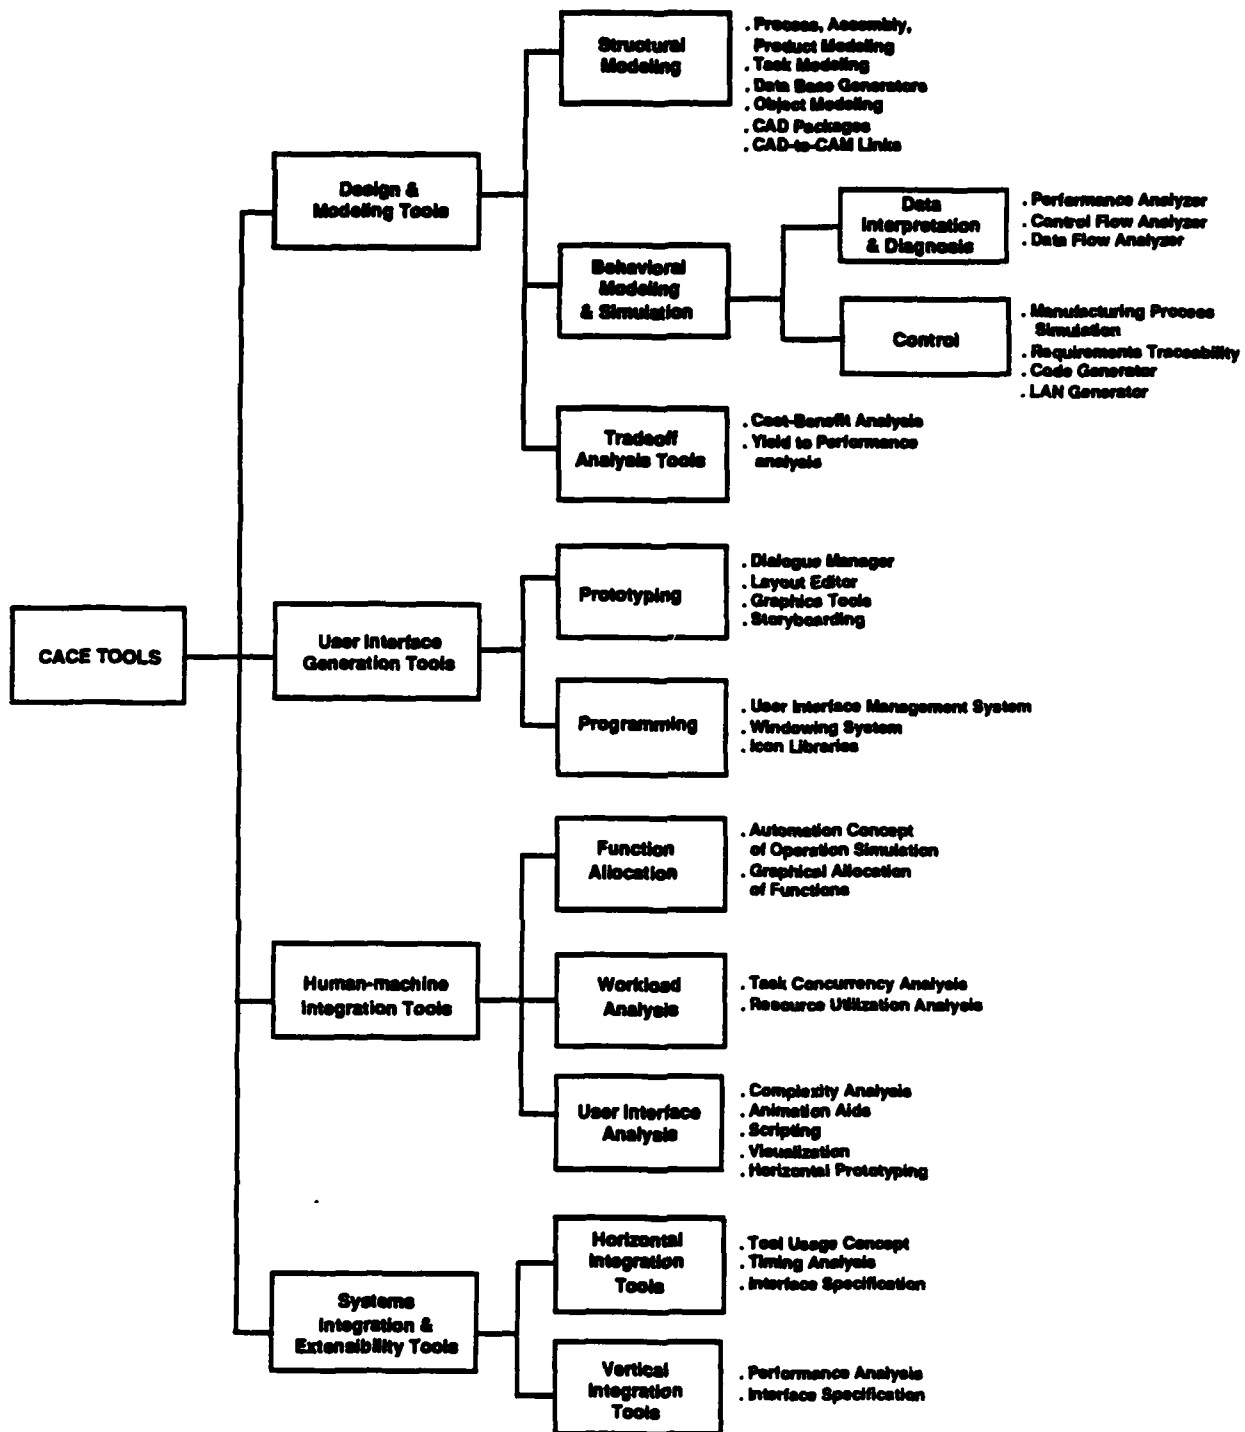 CACE TOOLS
Design &
Modeling Tools
Structural
Modeling
. Process, Assembly,
Product Modeling
. Task Modeling
. Data Base Generators
. Object Modeling
. CAD Packages
. CAD-to-CAM Links
Behavioral
Modeling
& Simulation
Data
Interpretation
& Diagnosis
. Performance Analyzer
. Control Flow Analyzer
. Data Flow Analyzer
Control
. Manufacturing Process
Simulation
. Requirements Traceability
. Code Generator
. LAN Generator
Tradeoff
Analysis Tools
. Cost-Benefit Analysis
. Yield to Performance
analysis
User Interface
Generation Tools
Prototyping
. Dialogue Manager
. Layout Editor
. Graphics Tools
. Storyboarding
Programming
. User Interface Management System
. Windowing System
. Icon Libraries
Human-machine
Integration Tools
Function
Allocation
. Automation Concept
of Operation Simulation
. Graphical Allocation
of Functions
Workload
Analysis
. Task Concurrency Analysis
. Resource Utilization Analysis
User Interface
Analysis
. Complexity Analysis
. Animation Aids
. Scripting
. Visualization
. Horizontal Prototyping
Systems
Integration &
Extensibility Tools
Horizontal
Integration
Tools
. Tool Usage Concept
. Timing Analysis
. Interface Specification
Vertical
Integration
Tools
. Performance Analysis
. Interface Specification